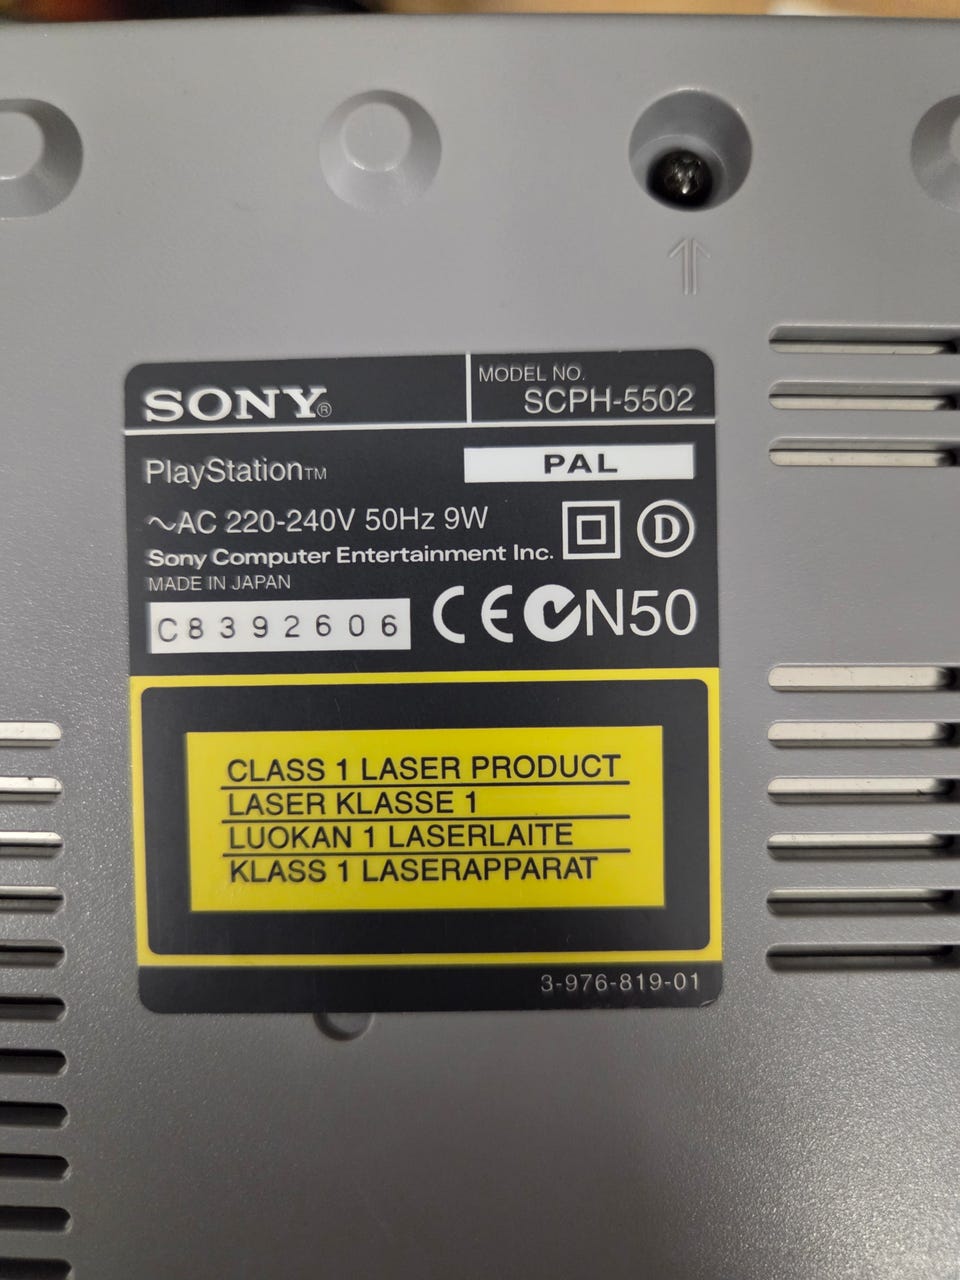 SONY®
MODEL NO.
SCPH-5502
PlayStation™
PAL
~AC 220-240V 50Hz 9W
D
Sony Computer Entertainment Inc.
MADE IN JAPAN
C8392606
CE N50
CLASS 1 LASER PRODUCT
LASER KLASSE 1
LUOKAN 1 LASERLAITE
KLASS 1 LASERAPPARAT
3-976-819-01